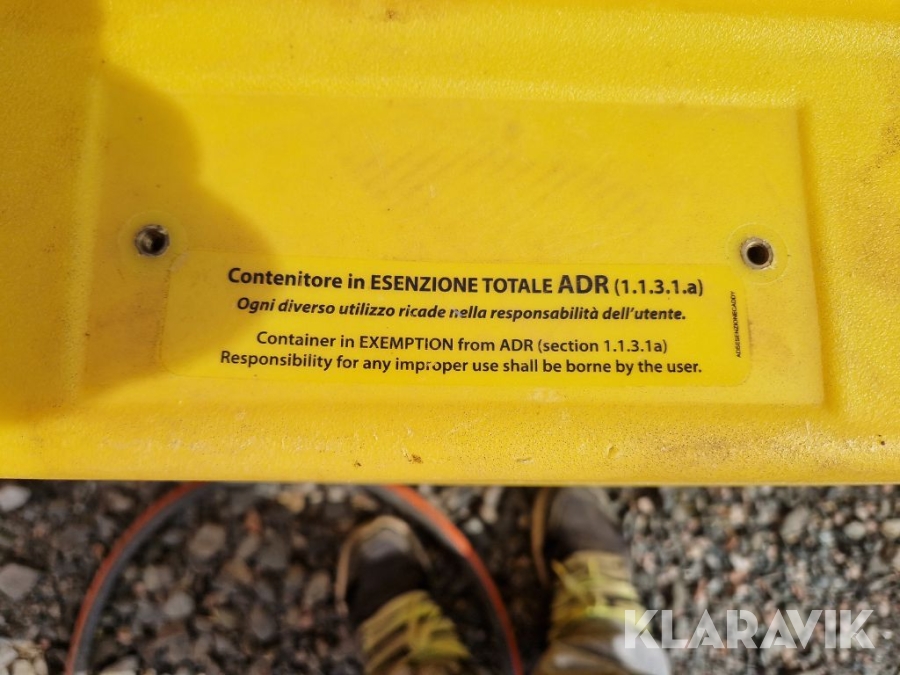 Contenitore in ESENZIONE TOTALE ADR (1.1.3.1.a)
Ogni diverso utilizzo ricade nella responsabilità dell'utente.
Container in EXEMPTION from ADR (section 1.1.3.1a)
Responsibility for any improper use shall be borne by the user.
ADESESENZIONECADDY
KLARAVIK